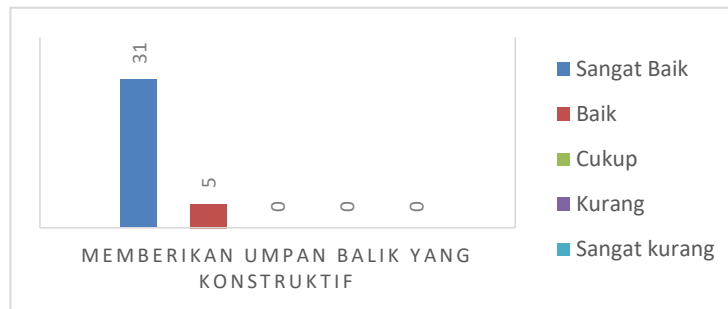 31
5
0
0
0
MEMBERIKAN UMPAN BALIK YANG
KONSTRUKTIF
Sangat Baik
Baik
Cukup
Kurang
Sangat kurang